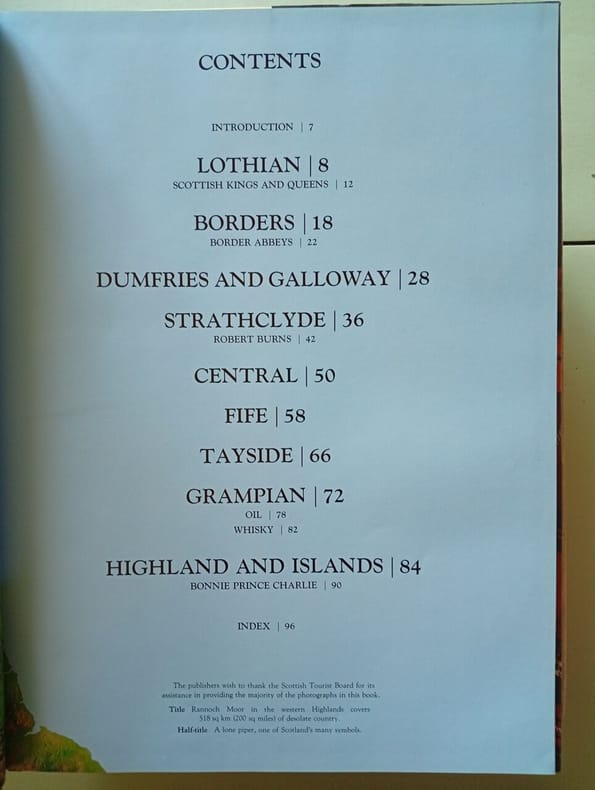 CONTENTS
INTRODUCTION | 7
LOTHIAN | 8
SCOTTISH KINGS AND QUEENS | 12
BORDERS | 18
BORDER ABBEYS | 22
DUMFRIES AND GALLOWAY | 28
STRATHCLYDE | 36
ROBERT BURNS | 42
CENTRAL | 50
FIFE | 58
TAYSIDE | 66
GRAMPIAN | 72
OIL | 78
WHISKY | 82
HIGHLAND AND ISLANDS | 84
BONNIE PRINCE CHARLIE | 90
INDEX | 96
The publishers wish to thank the Scottish Tourist Board for its
assistance in providing the majority of the photographs in this book.
Title Rannoch Moor in the western Highlands covers
518 sq km (200 sq miles) of desolate country.
Half-title A lone piper, one of Scotland's many symbols.